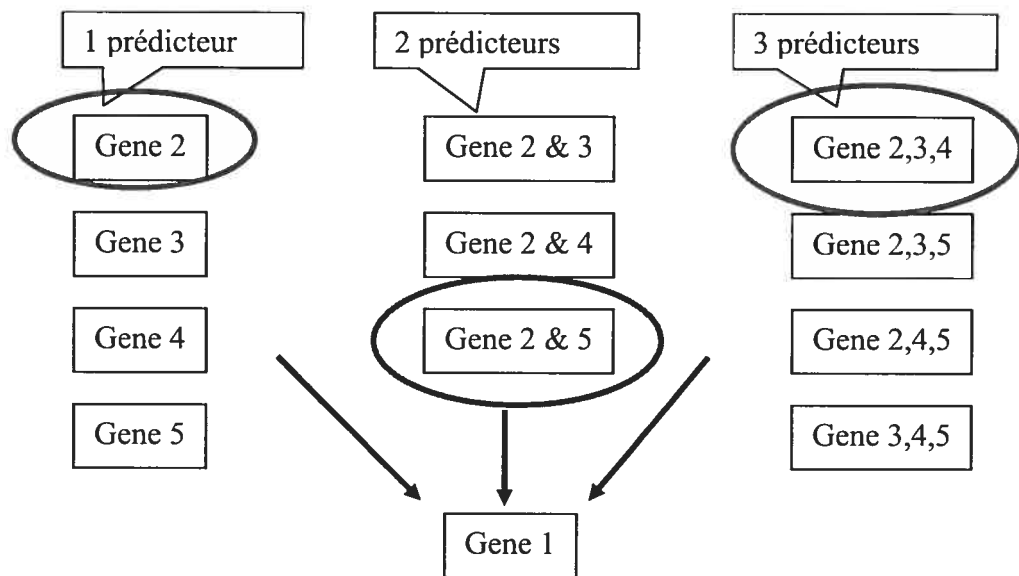 1 prédicteur
2 prédicteurs
3 prédicteurs
Gene 2
Gene 2 & 3
Gene 2,3,4
Gene 3
Gene 2 & 4
Gene 2,3,5
Gene 4
Gene 2 & 5
Gene 2,4,5
Gene 5
Gene 3,4,5
Gene 1